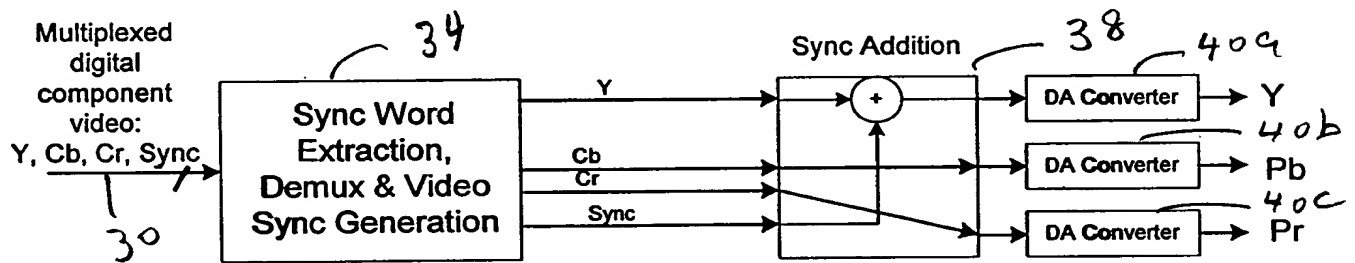 Multiplexed
digital
component
video:
Y, Cb, Cr, Sync
30
34
Sync Word
Extraction,
Demux & Video
Sync Generation
Y
Cb
Cr
Sync
Sync Addition
38
+
40a
DA Converter
Y
40b
DA Converter
Pb
40c
DA Converter
Pr